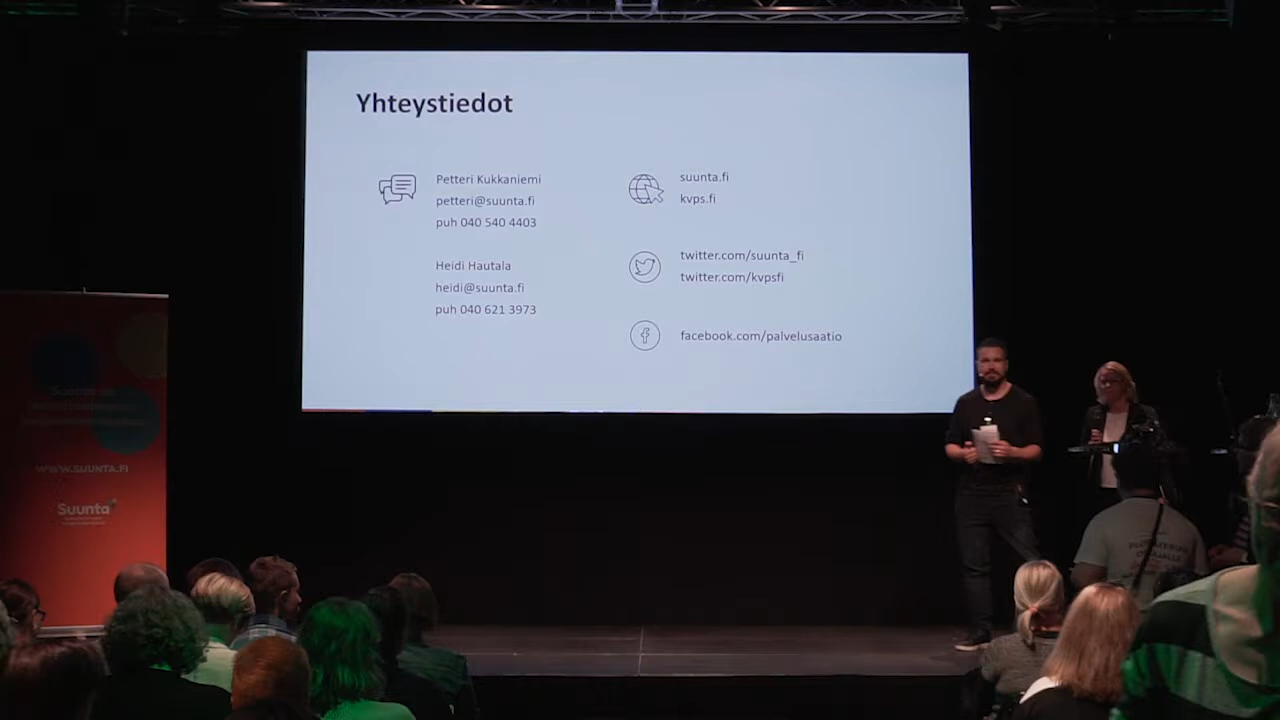 Yhteystiedot
Petteri Kukkaniemi
petteri@suunta.fi
puh 040 540 4403
Heidi Hautala
heidi@suunta.fi
puh 040 621 3973
suunta.fi
kvps.fi
twitter.com/suunta_fi
twitter.com/kvpsfi
facebook.com/palvelusaatio
WWW.SUUNTA.FI
Suunta